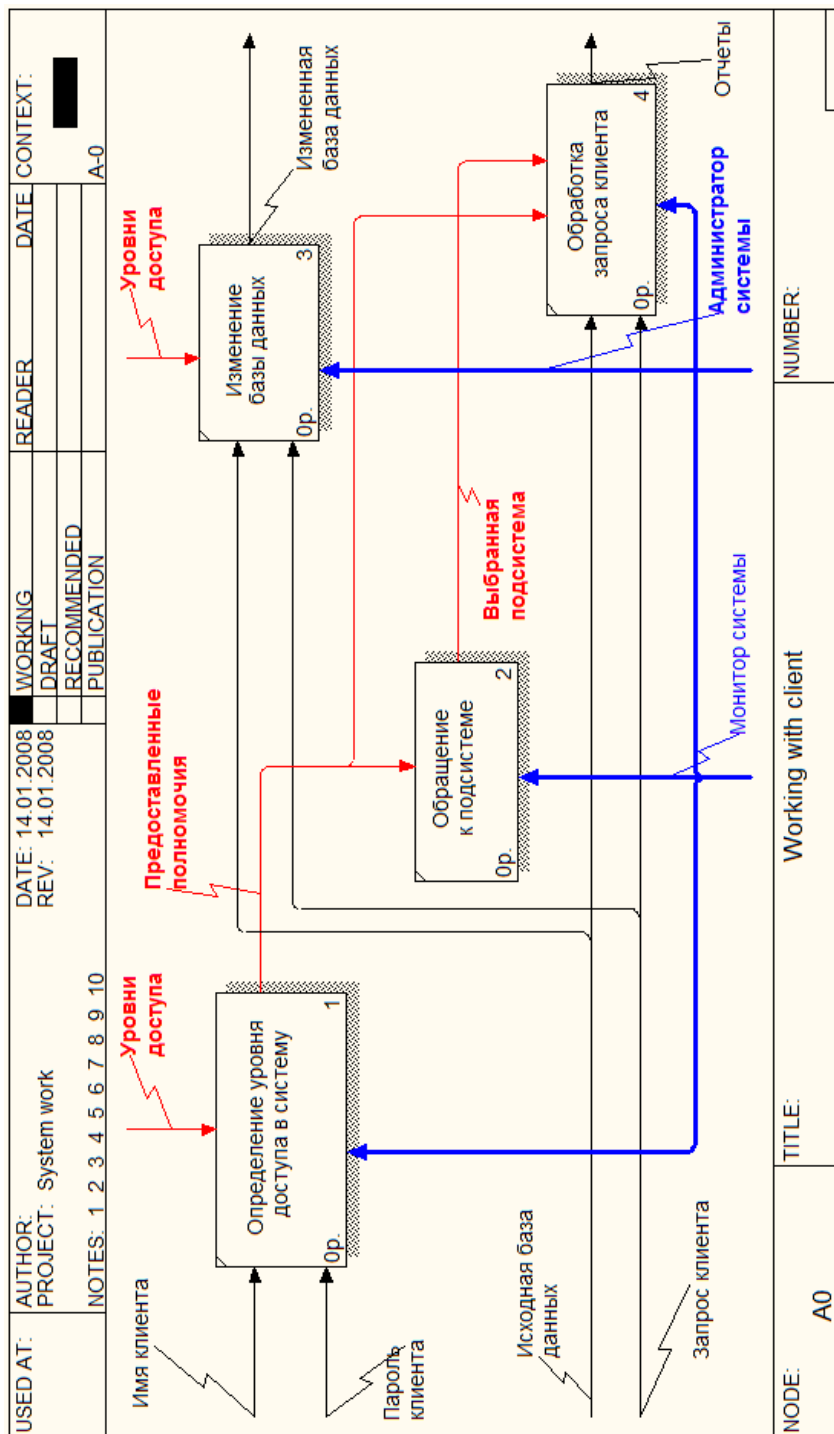 USED AT:
AUTHOR:
PROJECT: System work
DATE: 14.01.2008
REV: 14.01.2008
NOTES: 1 2 3 4 5 6 7 8 9 10
WORKING
DRAFT
RECOMMENDED
PUBLICATION
READER
DATE
CONTEXT:
A-0
Имя клиента
Пароль
клиента
Уровни
доступа
Определение уровня
доступа в систему
0р.
1
Предоставленные
полномочия
Обращение
к подсистеме
0р.
2
Уровни
доступа
Изменение
базы данных
0р.
3
Измененная
база данных
Выбранная
подсистема
Исходная база
данных
Запрос клиента
Обработка
запроса клиента
0р.
4
Отчеты
Монитор системы
Администратор
системы
NODE:
A0
TITLE:
Working with client
NUMBER: